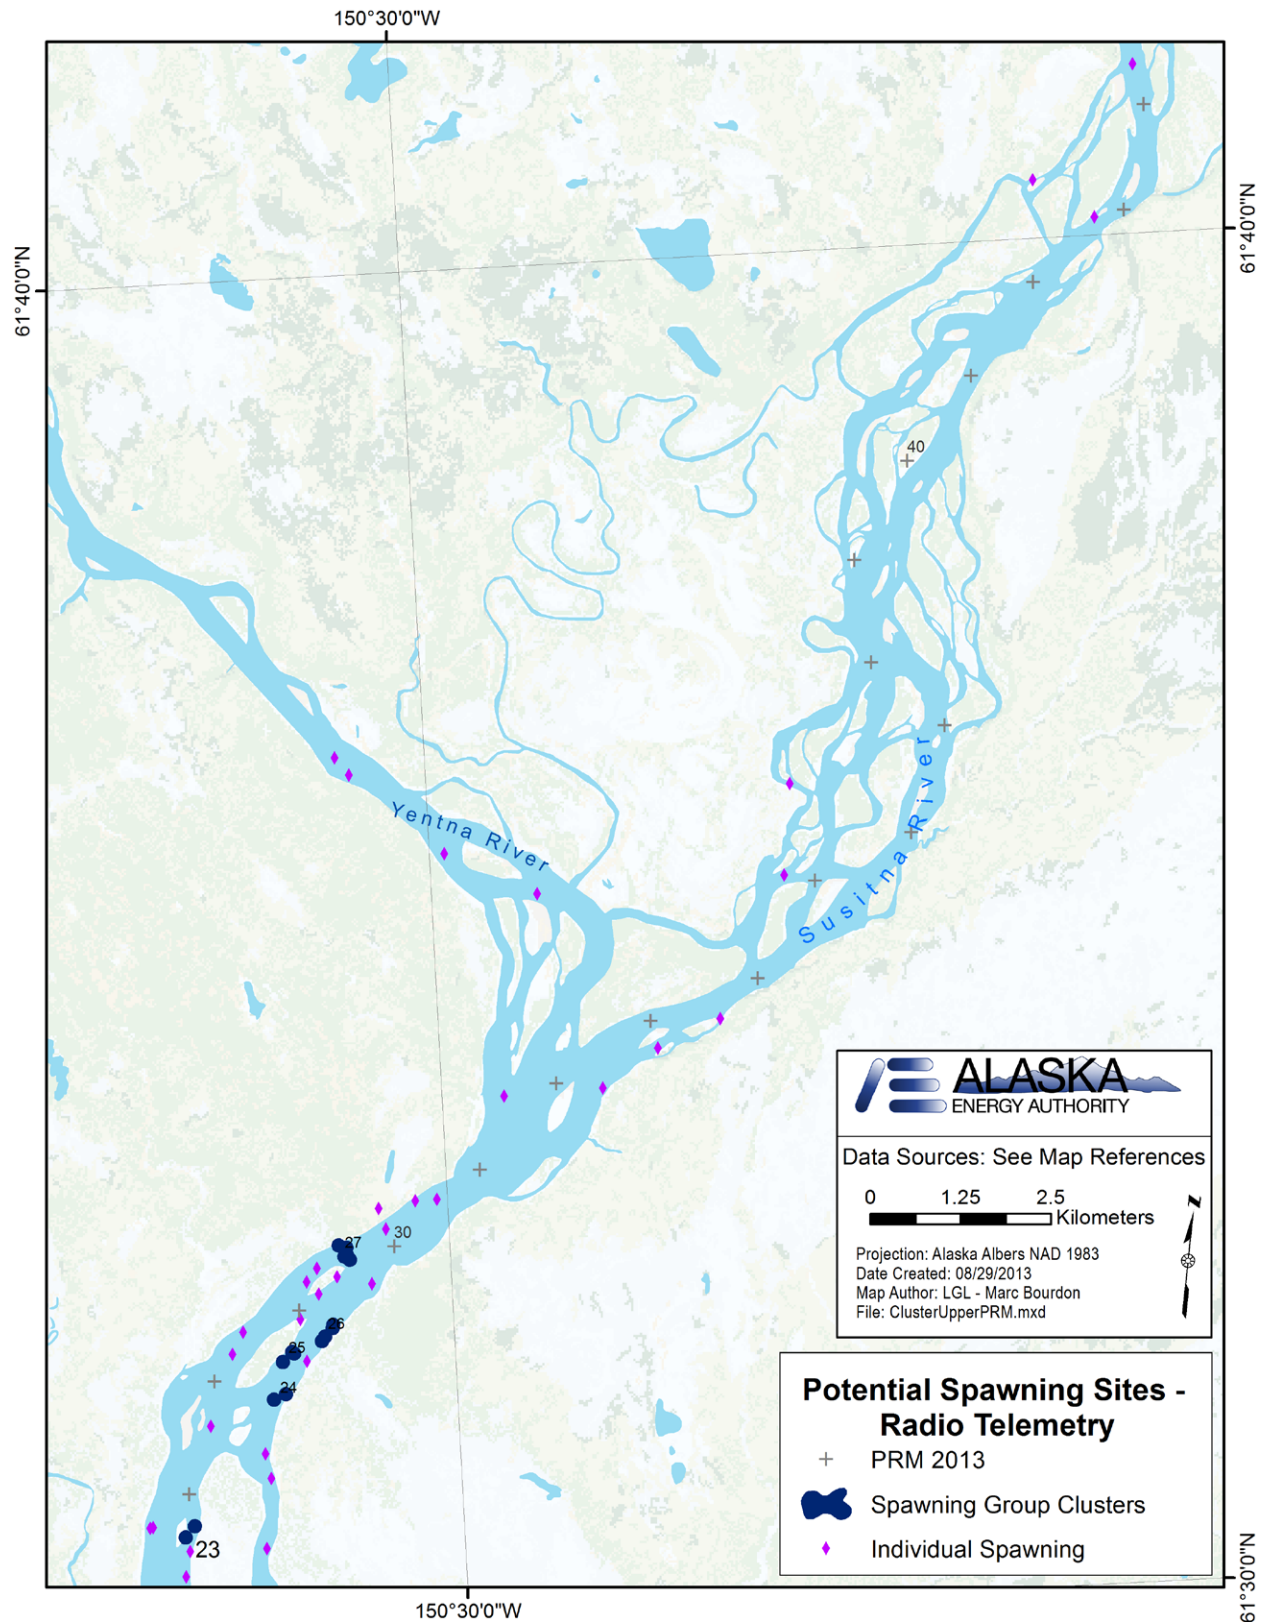 150°30'0"W
61°40'0"N
61°40'0"N
40
Yentna River
Susitna River
30
27
26
25
24
23
ALASKA
ENERGY AUTHORITY
Data Sources: See Map References
0 1.25 2.5
Kilometers
N
Projection: Alaska Albers NAD 1983
Date Created: 08/29/2013
Map Author: LGL - Marc Bourdon
File: ClusterUpperPRM.mxd
Potential Spawning Sites -
Radio Telemetry
PRM 2013
Spawning Group Clusters
Individual Spawning
61°30'0"N
150°30'0"W